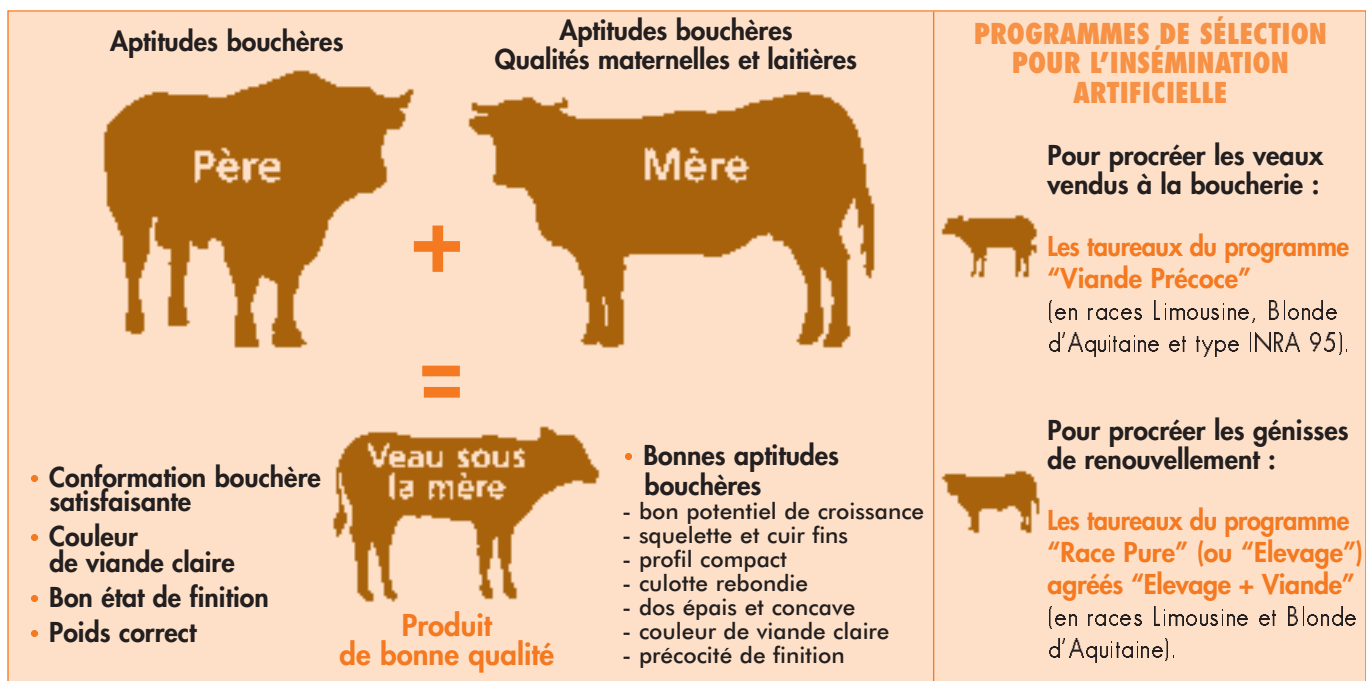 Aptitudes bouchères
Père
+
Aptitudes bouchères
Qualités maternelles et laitières
Mère
=
• Conformation bouchère
satisfaisante
• Couleur
de viande claire
• Bon état de finition
• Poids correct
Veau sous
la mère
Produit
de bonne qualité
• Bonnes aptitudes
bouchères
- bon potentiel de croissance
- squelette et cuir fins
- profil compact
- culotte rebondie
- dos épais et concave
- couleur de viande claire
- précocité de finition
PROGRAMMES DE SÉLECTION
POUR L'INSÉMINATION
ARTIFICIELLE
Pour procréer les veaux
vendus à la boucherie :
Les taureaux du programme
“Viande Précoce”
(en races Limousine, Blonde
d'Aquitaine et type INRA 95).
Pour procréer les génisses
de renouvellement :
Les taureaux du programme
“Race Pure” (ou “Elevage”)
agréés “Elevage + Viande”
(en races Limousine et Blonde
d'Aquitaine).